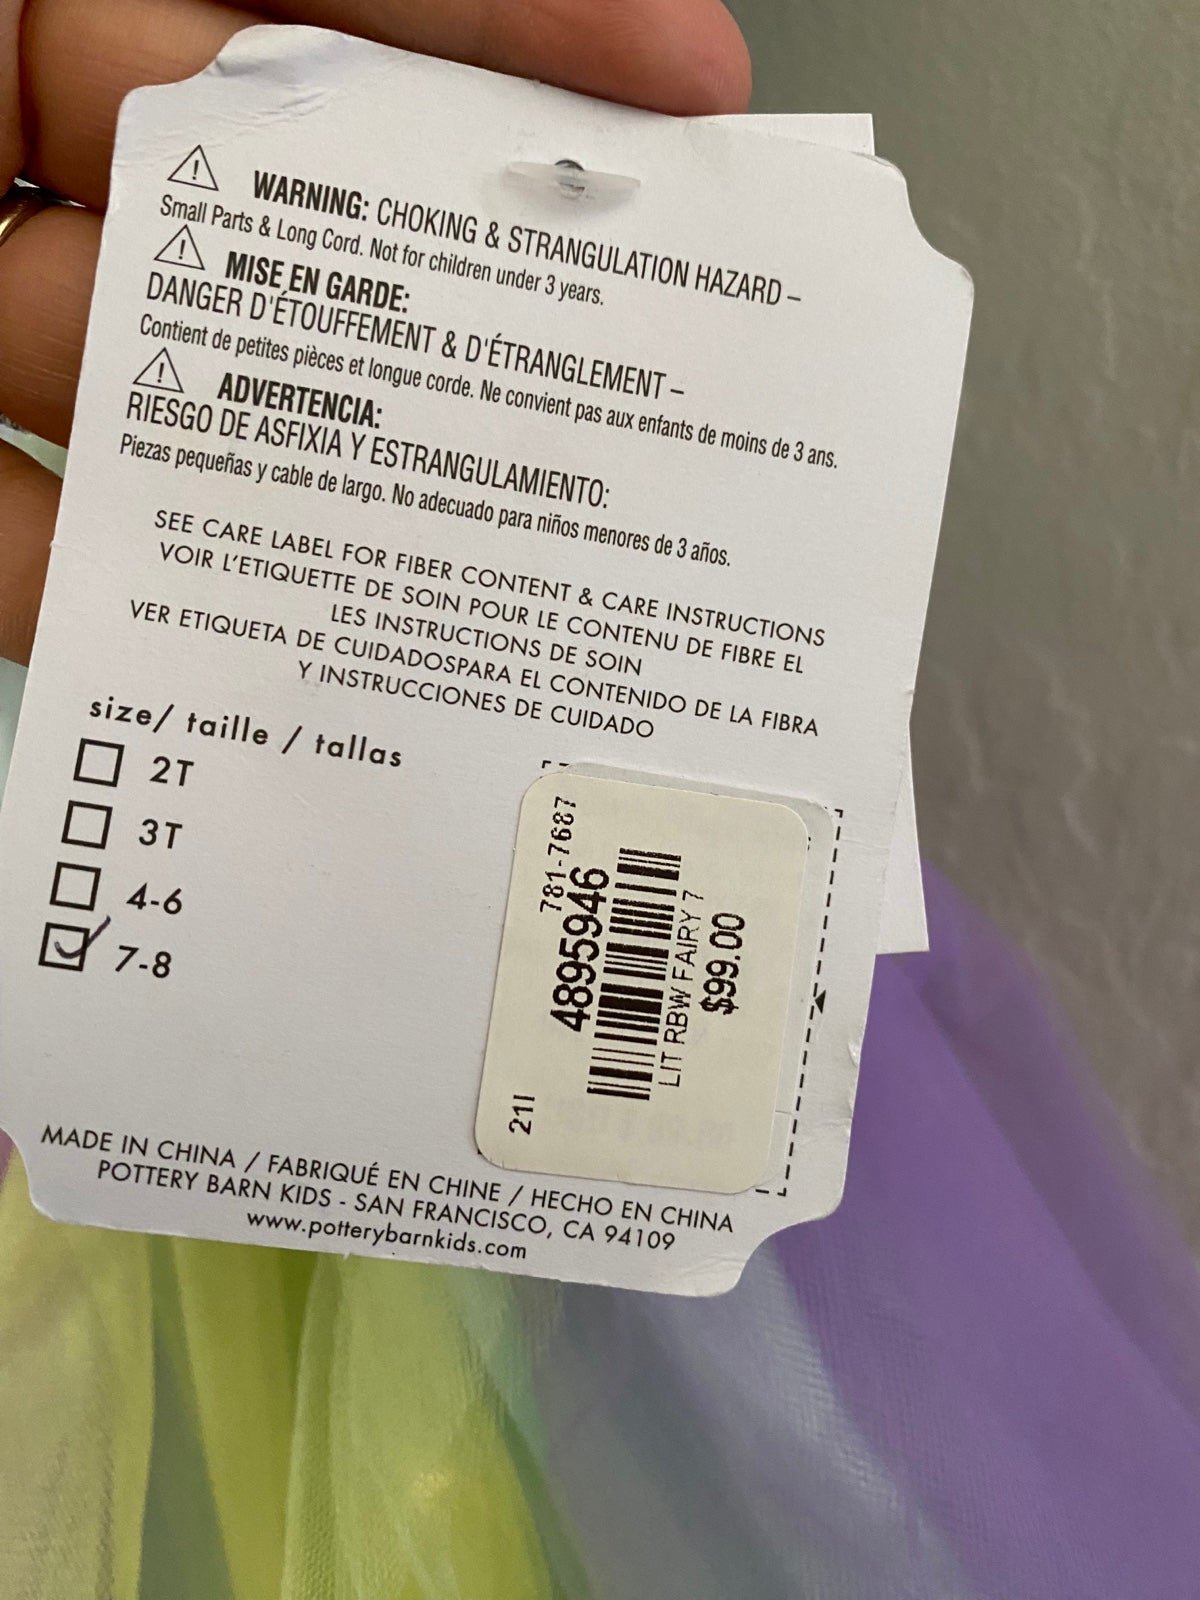 WARNING: CHOKING & STRANGULATION HAZARD –
Small Parts & Long Cord. Not for children under 3 years.
MISE EN GARDE:
DANGER D'ÉTOUFFEMENT & D'ÉTRANGLEMENT –
Contient de petites pièces et longue corde. Ne convient pas aux enfants de moins de 3 ans.
ADVERTENCIA:
RIESGO DE ASFIXIA Y ESTRANGULAMIENTO:
Piezas pequeñas y cable de largo. No adecuado para niños menores de 3 años.
SEE CARE LABEL FOR FIBER CONTENT & CARE INSTRUCTIONS
VOIR L'ETIQUETTE DE SOIN POUR LE CONTENU DE FIBRE EL
LES INSTRUCTIONS DE SOIN
VER ETIQUETA DE CUIDADOSPARA EL CONTENIDO DE LA FIBRA
Y INSTRUCCIONES DE CUIDADO
size/ taille / tallas
2T
3T
4-6
7-8
781-7687
4895946
LIT RBW FAIRY 7
$99.00
21I
MADE IN CHINA / FABRIQUÉ EN CHINE / HECHO EN CHINA
POTTERY BARN KIDS - SAN FRANCISCO, CA 94109
www.potterybarnkids.com